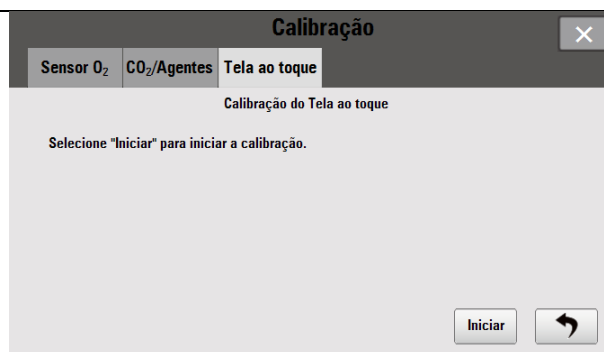 Calibração
Sensor O₂ CO₂/Agentes Tela ao toque
Calibração do Tela ao toque
Selecione "Iniciar" para iniciar a calibração.
Iniciar